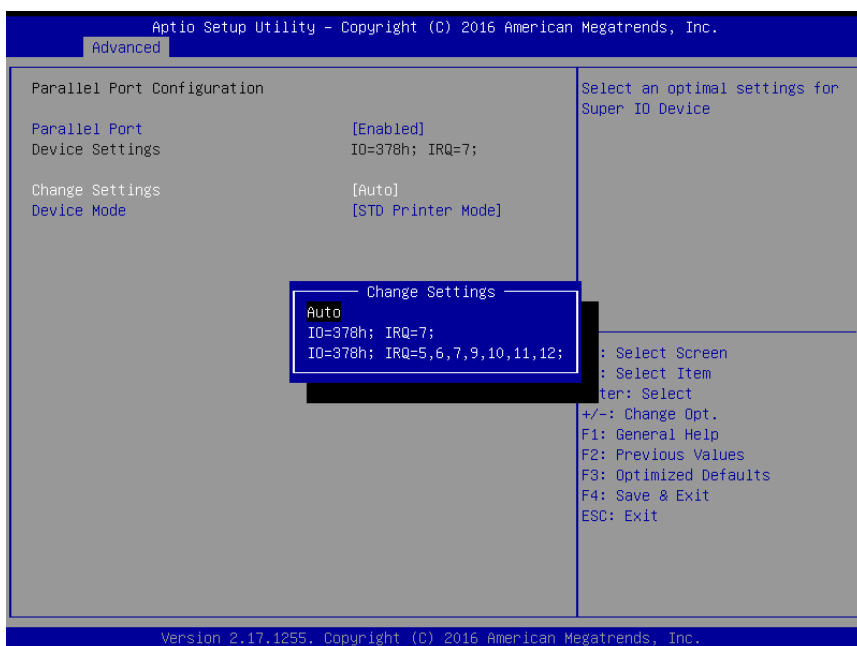 Aptio Setup Utility – Copyright (C) 2016 American Megatrends, Inc.
Advanced
Parallel Port Configuration
Parallel Port [Enabled]
Device Settings IO=378h; IRQ=7;
Change Settings [Auto]
Device Mode [STD Printer Mode]
Select an optimal settings for
Super IO Device
Change Settings
Auto
IO=378h; IRQ=7;
IO=378h; IRQ=5,6,7,9,10,11,12;
: Select Screen
: Select Item
ter: Select
+/-: Change Opt.
F1: General Help
F2: Previous Values
F3: Optimized Defaults
F4: Save & Exit
ESC: Exit
Version 2.17.1255. Copyright (C) 2016 American Megatrends, Inc.